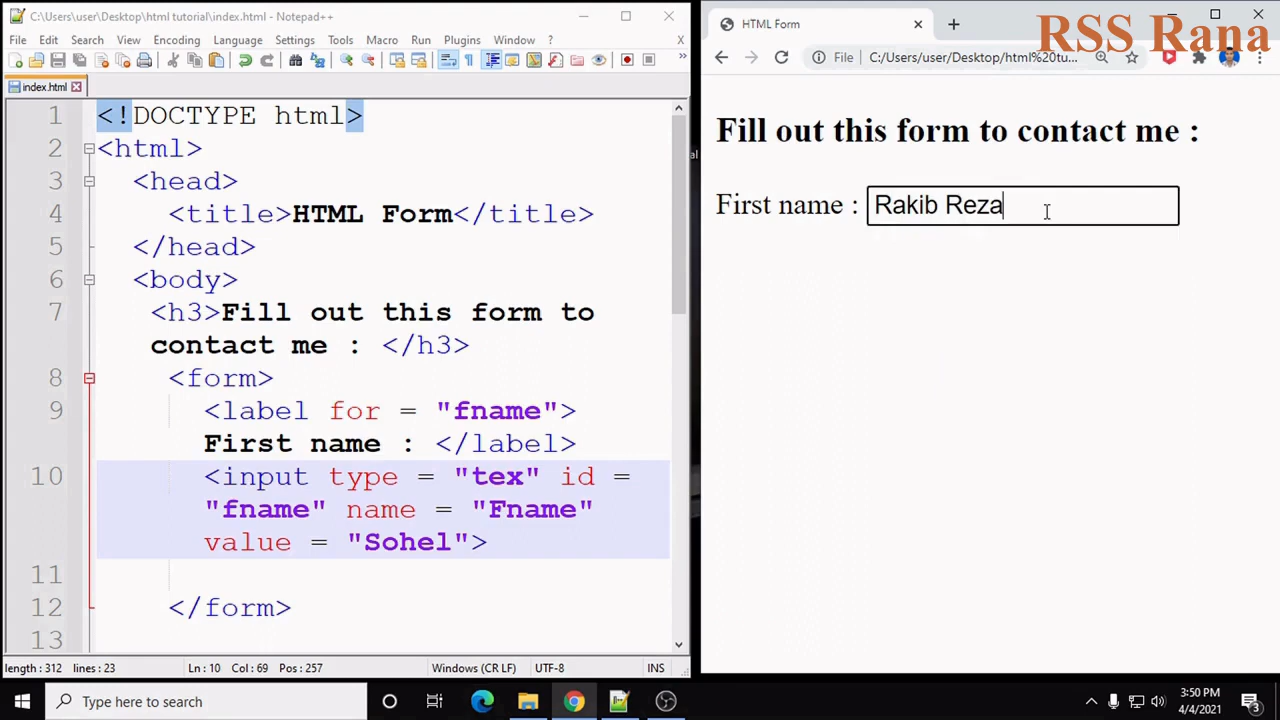 C:\Users\user\Desktop\html tutorial\index.html - Notepad++
File Edit Search View Encoding Language Settings Tools Macro Run Plugins Window ? X
index.html
1 <!DOCTYPE html>
2 <html>
3 <head>
4 <title>HTML Form</title>
5 </head>
6 <body>
7 <h3>Fill out this form to
contact me : </h3>
8 <form>
9 <label for = "fname">
First name : </label>
10 <input type = "tex" id =
"fname" name = "Fname"
value = "Sohel">
11
12 </form>
13
length : 312 lines : 23 Ln : 10 Col : 69 Pos : 257 Windows (CR LF) UTF-8 INS
HTML Form
RSS Rana
File C:/Users/user/Desktop/html%20tu...
Fill out this form to contact me :
First name : Rakib Reza
al
Type here to search
3:50 PM
4/4/2021
3